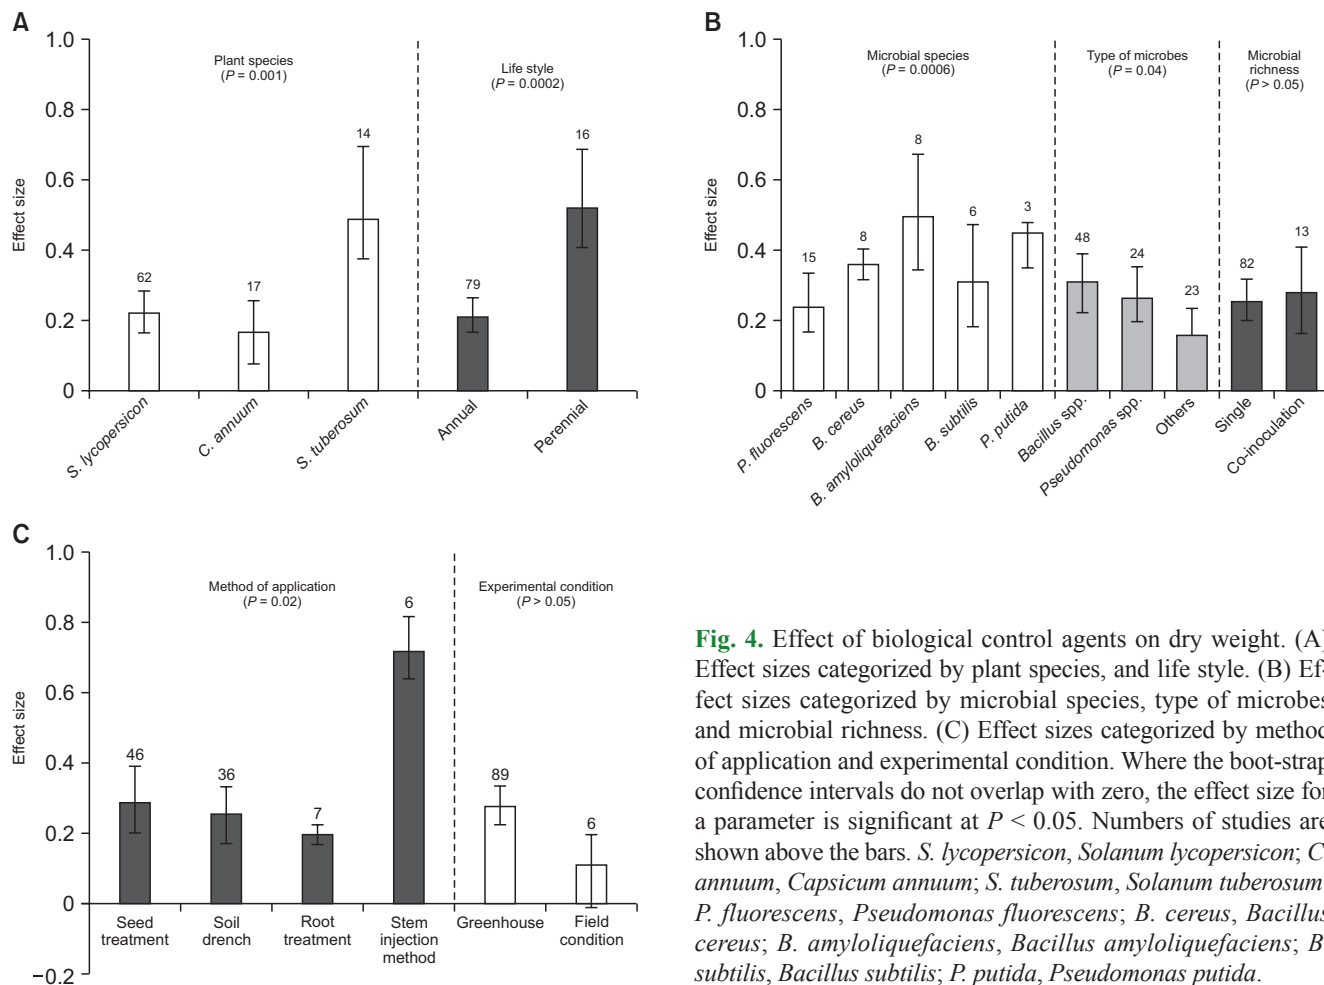 A
1.0
0.8
0.6
0.4
0.2
0
Effect size
Plant species
(P = 0.001)
Life style
(P = 0.0002)
62
17
14
79
16
S. lycopersicon
C. annuum
S. tuberosum
Annual
Perennial
B
1.0
0.8
0.6
0.4
0.2
0
Effect size
Microbial species
(P = 0.0006)
Type of microbes
(P = 0.04)
Microbial
richness
(P > 0.05)
15
8
8
6
3
48
24
23
82
13
P. fluorescens
B. cereus
B. amyloliquefaciens
B. subtilis
P. putida
Bacillus spp.
Pseudomonas spp.
Others
Single
Co-inoculation
C
1.0
0.8
0.6
0.4
0.2
0
−0.2
Effect size
Method of application
(P = 0.02)
Experimental condition
(P > 0.05)
46
36
7
6
89
6
Seed
treatment
Soil
drench
Root
treatment
Stem
injection
method
Greenhouse
Field
condition
Fig. 4. Effect of biological control agents on dry weight. (A)
Effect sizes categorized by plant species, and life style. (B) Ef-
fect sizes categorized by microbial species, type of microbes
and microbial richness. (C) Effect sizes categorized by method
of application and experimental condition. Where the boot-strap
confidence intervals do not overlap with zero, the effect size for
a parameter is significant at P < 0.05. Numbers of studies are
shown above the bars. S. lycopersicon, Solanum lycopersicon; C.
annuum, Capsicum annuum; S. tuberosum, Solanum tuberosum
P. fluorescens, Pseudomonas fluorescens; B. cereus, Bacillus
cereus; B. amyloliquefaciens, Bacillus amyloliquefaciens; B.
subtilis, Bacillus subtilis; P. putida, Pseudomonas putida.